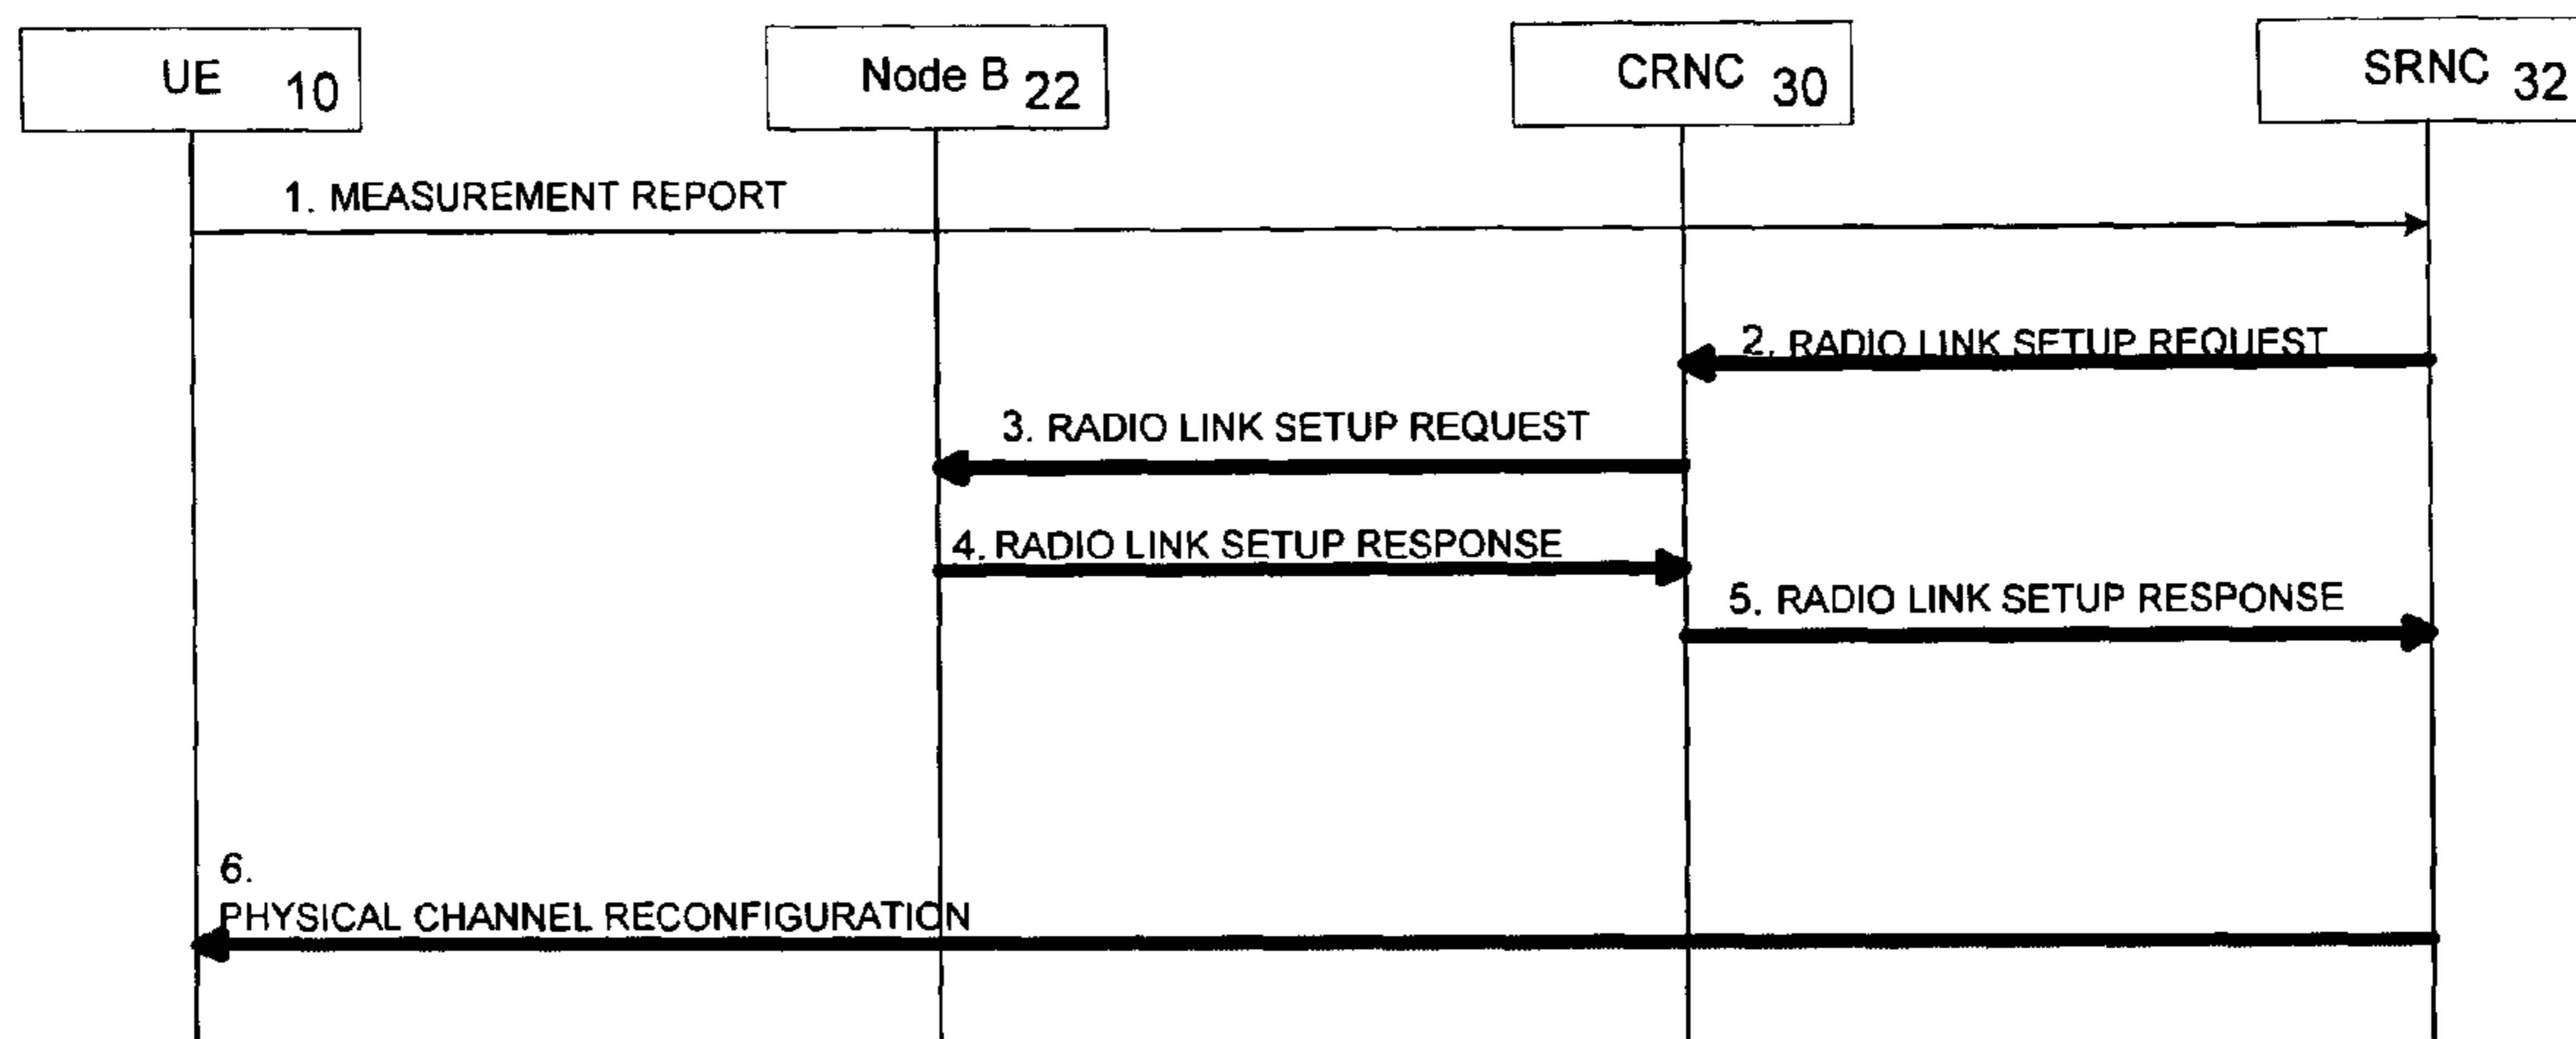 UE 10
Node B 22
CRNC 30
SRNC 32
1. MEASUREMENT REPORT
2. RADIO LINK SETUP REQUEST
3. RADIO LINK SETUP REQUEST
4. RADIO LINK SETUP RESPONSE
5. RADIO LINK SETUP RESPONSE
6.
PHYSICAL CHANNEL RECONFIGURATION